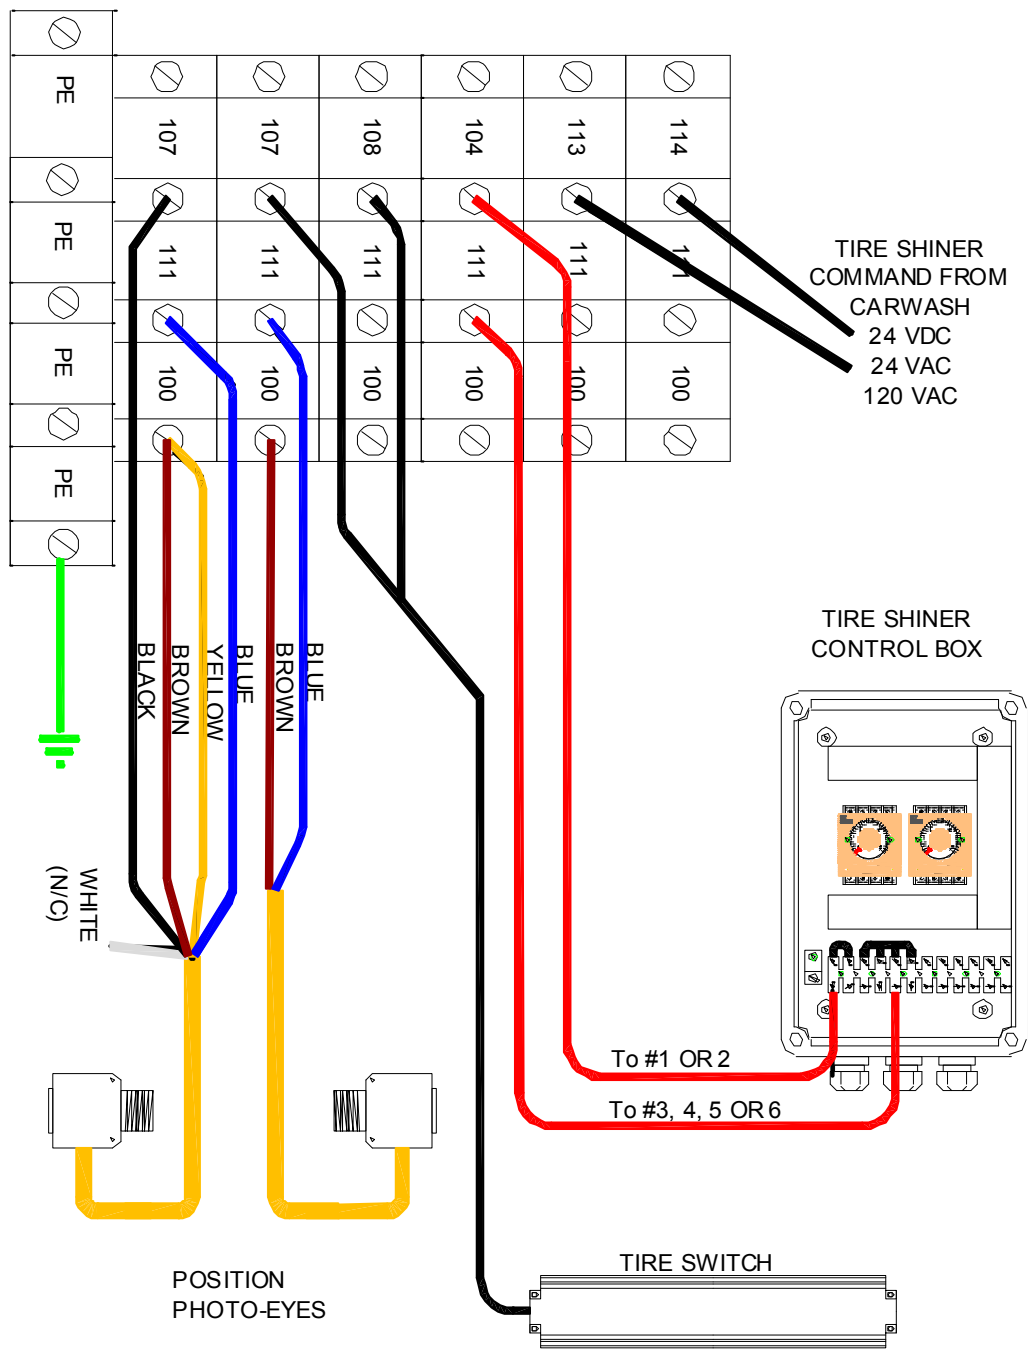 PE
107
107
108
104
113
114
PE
111
111
111
111
111
111
TIRE SHINER
COMMAND FROM
CARWASH
24 VDC
24 VAC
120 VAC
PE
100
100
100
100
100
100
PE
TIRE SHINER
CONTROL BOX
BLACK
BROWN
YELLOW
BLUE
BROWN
BLUE
WHITE
(N/C)
To #1 OR 2
To #3, 4, 5 OR 6
POSITION
PHOTO-EYES
TIRE SWITCH